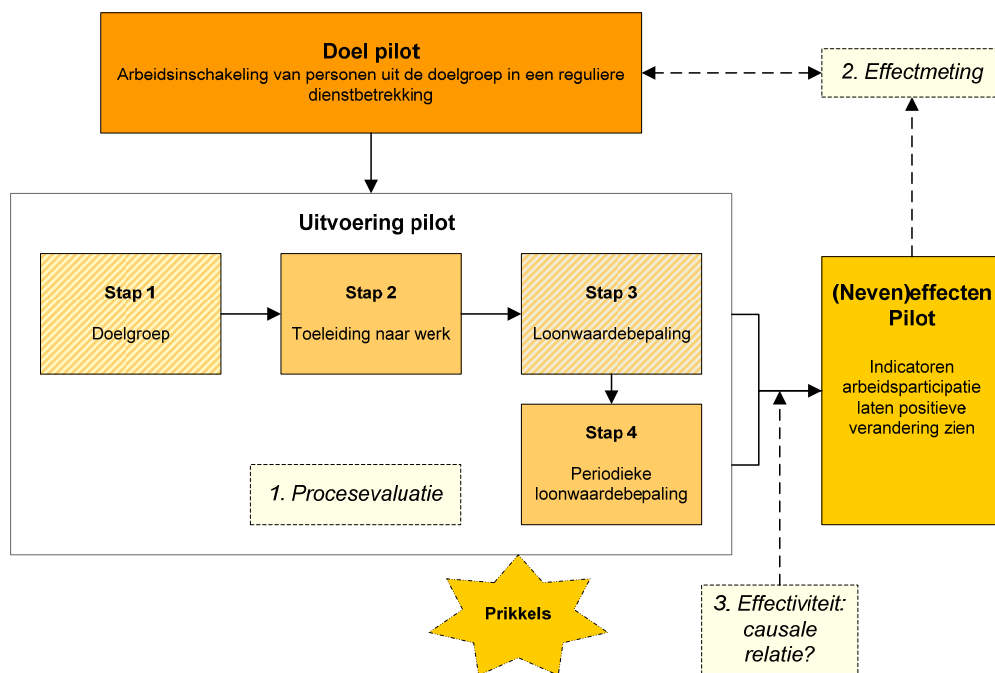 Doel pilot
Arbeidsinschakeling van personen uit de doelgroep in een reguliere
dienstbetrekking
2. Effectmeting
Uitvoering pilot
Stap 1
Doelgroep
Stap 2
Toeleiding naar werk
Stap 3
Loonwaardebepaling
Stap 4
Periodieke
loonwaardebepaling
1. Procesevaluatie
(Neven)effecten
Pilot
Indicatoren
arbeidsparticipatie
laten positieve
verandering zien
Prikkels
3. Effectiviteit:
causale
relatie?